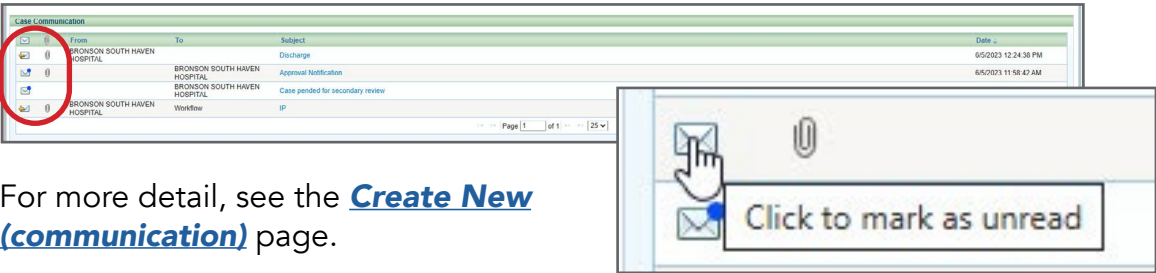 Case Communication
From To Subject Date
BRONSON SOUTH HAVEN HOSPITAL Discharge 6/5/2023 12:24:38 PM
BRONSON SOUTH HAVEN HOSPITAL Approval Notification 6/5/2023 11:58:42 AM
BRONSON SOUTH HAVEN HOSPITAL Case pended for secondary review
BRONSON SOUTH HAVEN HOSPITAL Workflow IP
Page 1 of 1 25
For more detail, see the Create New
(communication) page.
Click to mark as unread